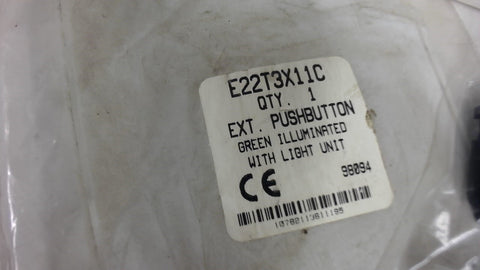 E22T3X11C
QTY. 1
EXT. PUSHBUTTON
GREEN ILLUMINATED
WITH LIGHT UNIT
CE 98094